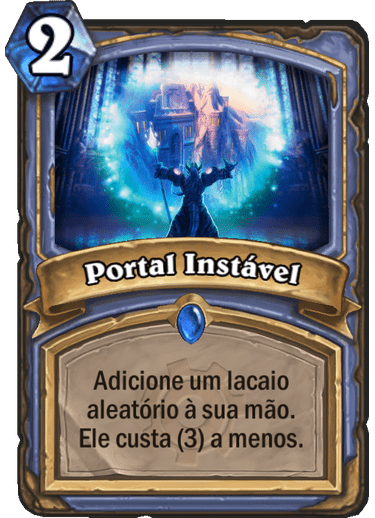 2
Portal Instável
Adicione um lacaio
aleatório à sua mão.
Ele custa (3) a menos.